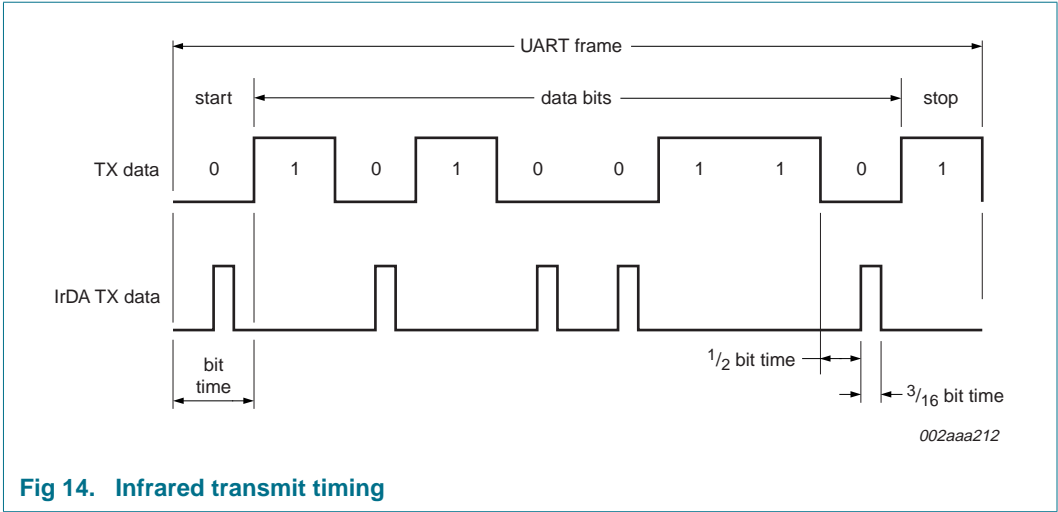 UART frame
start data bits stop
TX data 0 1 0 1 0 0 1 1 0 1
IrDA TX data
bit time
1/2 bit time
3/16 bit time
002aaa212
Fig 14. Infrared transmit timing